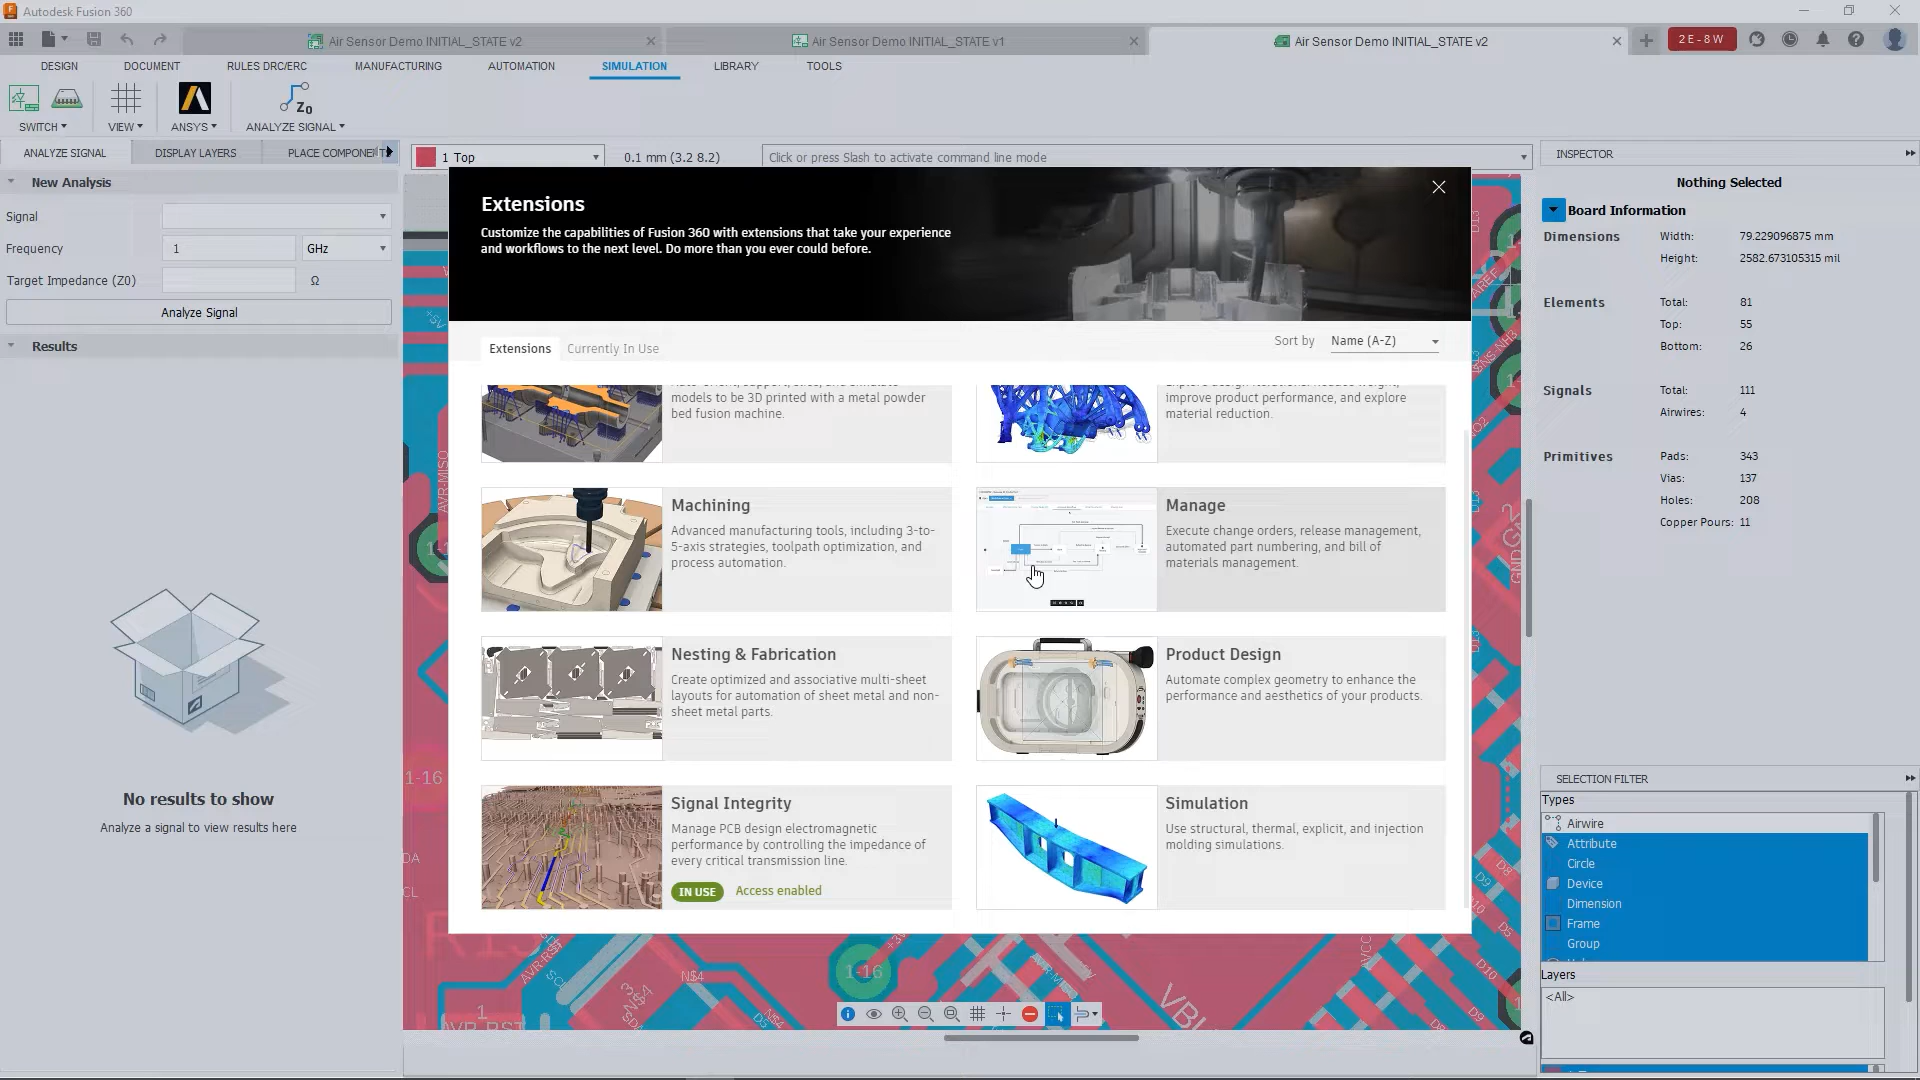 Autodesk Fusion 360
Air Sensor Demo INITIAL_STATE v2
Air Sensor Demo INITIAL_STATE v1
Air Sensor Demo INITIAL_STATE v2
2E-8W
DESIGN
DOCUMENT
RULES DRC/ERC
MANUFACTURING
AUTOMATION
SIMULATION
LIBRARY
TOOLS
Z0
SWITCH
VIEW
ANSYS
ANALYZE SIGNAL
ANALYZE SIGNAL
DISPLAY LAYERS
PLACE COMPONENT
1 Top
0.1 mm (3.2 8.2)
Click or press Slash to activate command line mode
New Analysis
Signal
Frequency
1
GHz
Target Impedance (Z0)
Ω
Analyze Signal
Results
No results to show
Analyze a signal to view results here
Extensions
Customize the capabilities of Fusion 360 with extensions that take your experience
and workflows to the next level. Do more than you ever could before.
Extensions
Currently In Use
Sort by
Name (A-Z)
models to be 3D printed with a metal powder
bed fusion machine.
improve product performance, and explore
material reduction.
Machining
Advanced manufacturing tools, including 3-to-
5-axis strategies, toolpath optimization, and
process automation.
Manage
Execute change orders, release management,
automated part numbering, and bill of
materials management.
Nesting & Fabrication
Create optimized and associative multi-sheet
layouts for automation of sheet metal and non-
sheet metal parts.
Product Design
Automate complex geometry to enhance the
performance and aesthetics of your products.
Signal Integrity
Manage PCB design electromagnetic
performance by controlling the impedance of
every critical transmission line.
IN USE
Access enabled
Simulation
Use structural, thermal, explicit, and injection
molding simulations.
INSPECTOR
Nothing Selected
Board Information
Dimensions
Width: 79.229096875 mm
Height: 2582.673105315 mil
Elements
Total: 81
Top: 55
Bottom: 26
Signals
Total: 111
Airwires: 4
Primitives
Pads: 343
Vias: 137
Holes: 208
Copper Pours: 11
SELECTION FILTER
Types
Airwire
Attribute
Circle
Device
Dimension
Frame
Group
Layers
<All>
+5V
AVR-MISO
1-16
1-16
N$4
D13
D9
D10